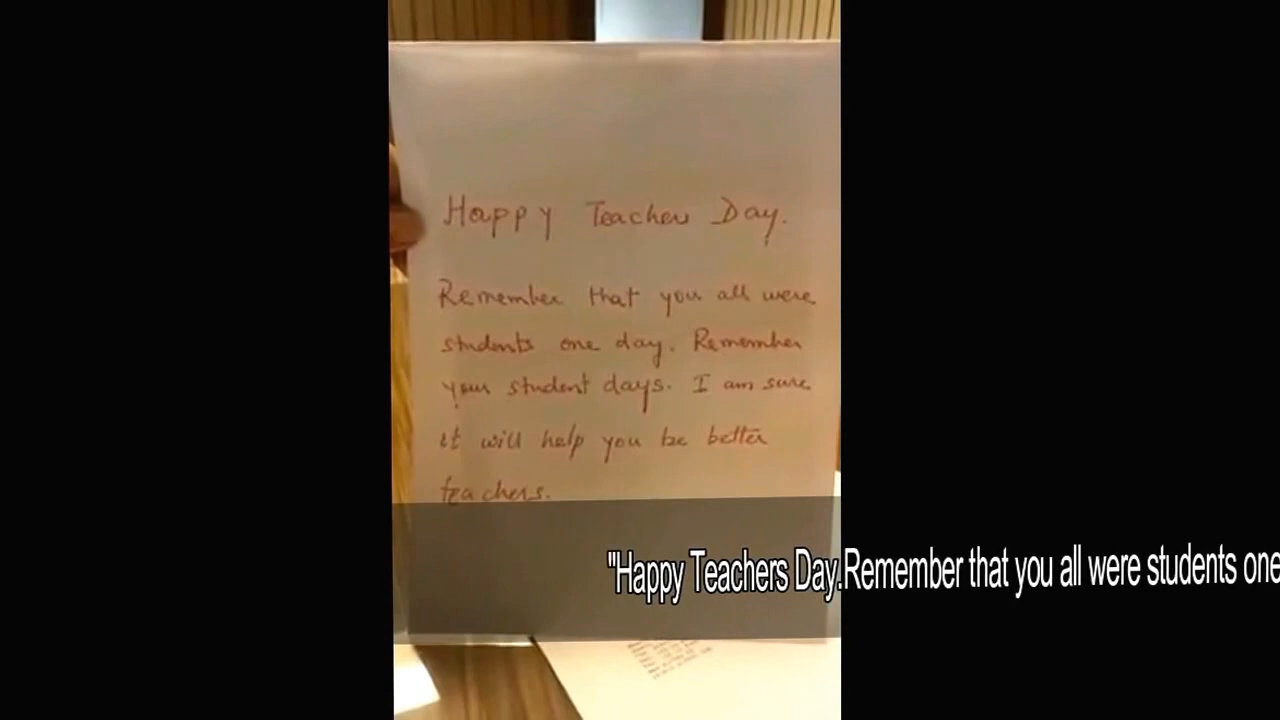 Happy Teachers Day.
Remember that you all were
students one day. Remember
your student days. I am sure
it will help you be better
teachers.
"Happy Teachers Day.Remember that you all were students one